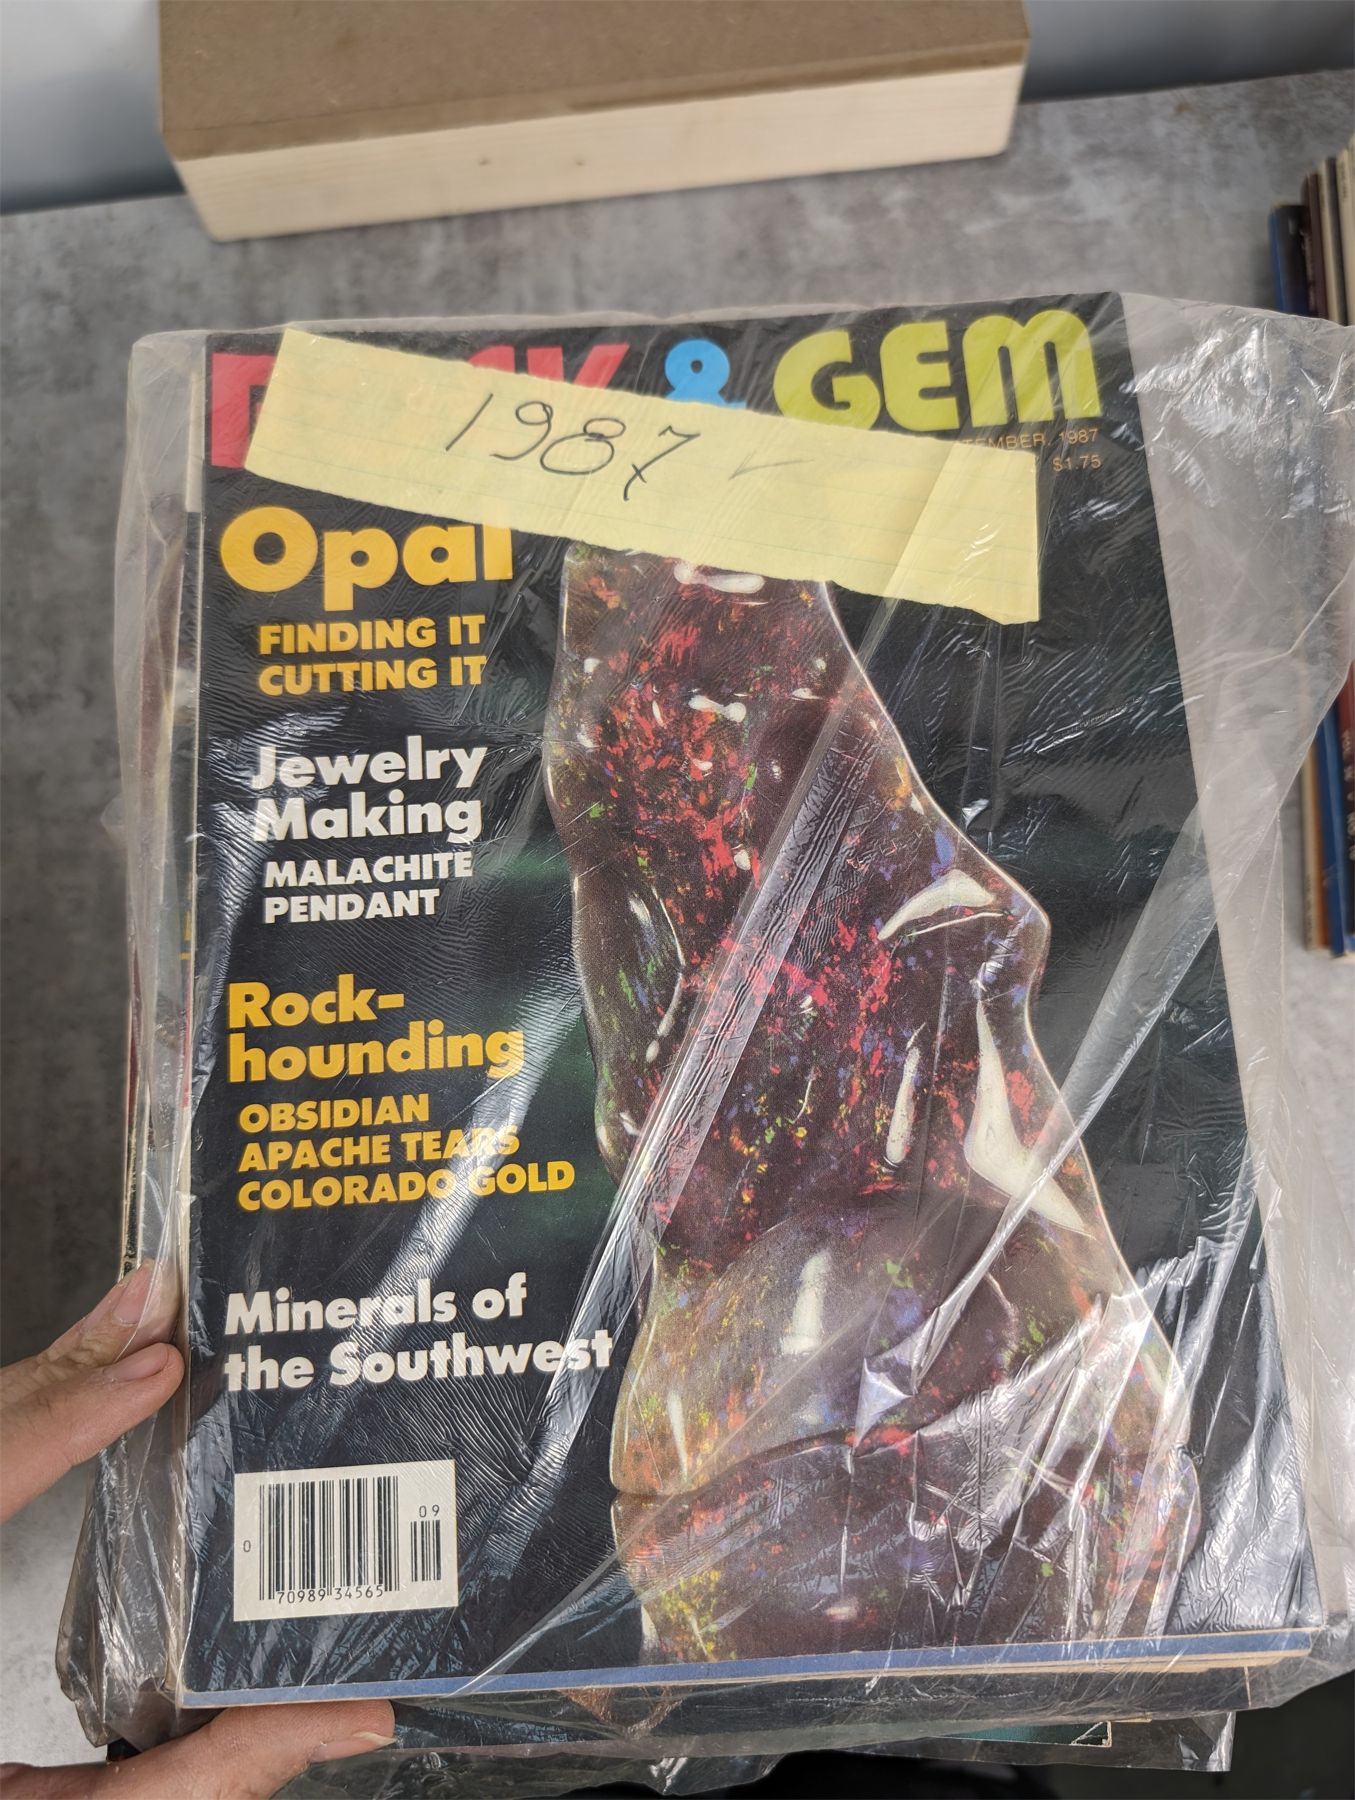 & GEM
1987
1987
$1.75
Opal
FINDING IT
CUTTING IT
Jewelry
Making
MALACHITE
PENDANT
Rock-
hounding
OBSIDIAN
APACHE TEARS
COLORADO GOLD
Minerals of
the Southwest
09
0
70989 34565